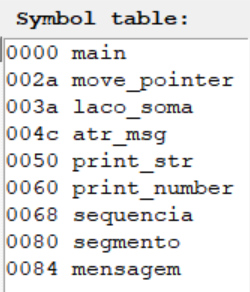 Symbol table:
0000 main
002a move_pointer
003a laco_soma
004c atr_msg
0050 print_str
0060 print_number
0068 sequencia
0080 segmento
0084 mensagem